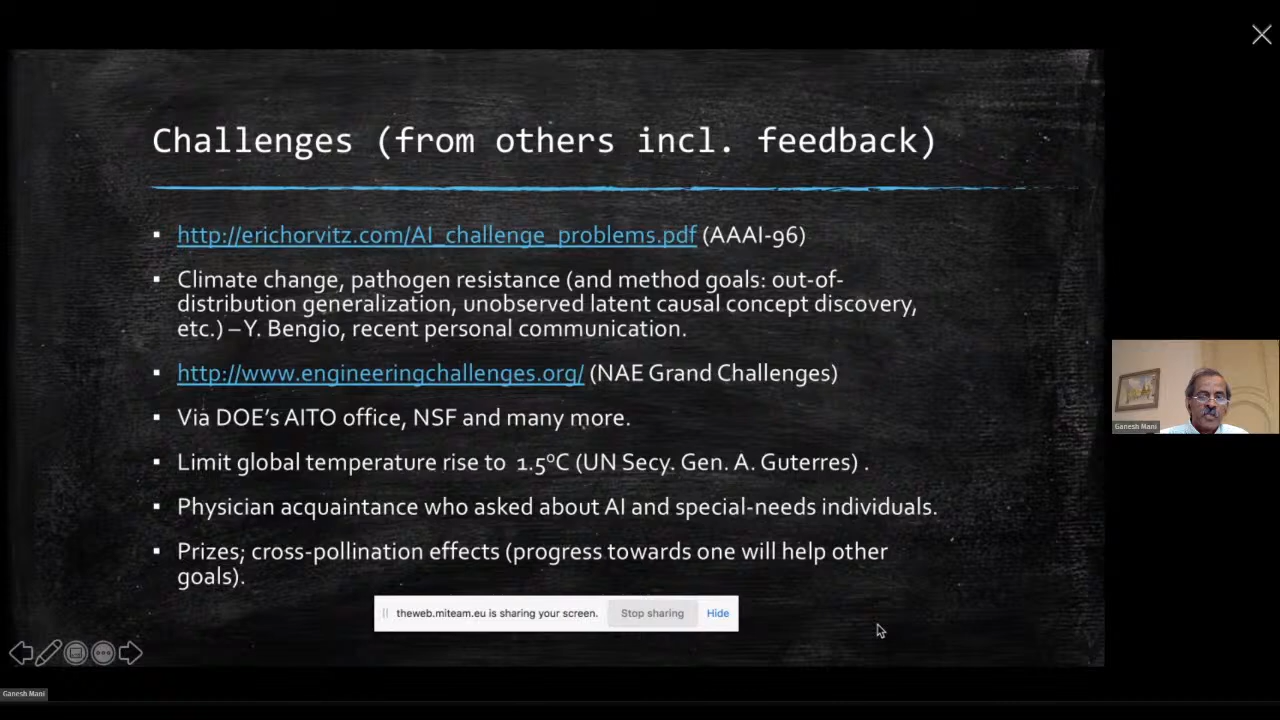 Challenges (from others incl. feedback)
▪ http://erichorvitz.com/AI_challenge_problems.pdf (AAAI-96)
▪ Climate change, pathogen resistance (and method goals: out-of-
distribution generalization, unobserved latent causal concept discovery,
etc.) – Y. Bengio, recent personal communication.
▪ http://www.engineeringchallenges.org/ (NAE Grand Challenges)
▪ Via DOE's AITO office, NSF and many more.
▪ Limit global temperature rise to 1.5°C (UN Secy. Gen. A. Guterres) .
▪ Physician acquaintance who asked about AI and special-needs individuals.
▪ Prizes; cross-pollination effects (progress towards one will help other
goals).
theweb.miteam.eu is sharing your screen. Stop sharing Hide
Ganesh Mani
Ganesh Mani